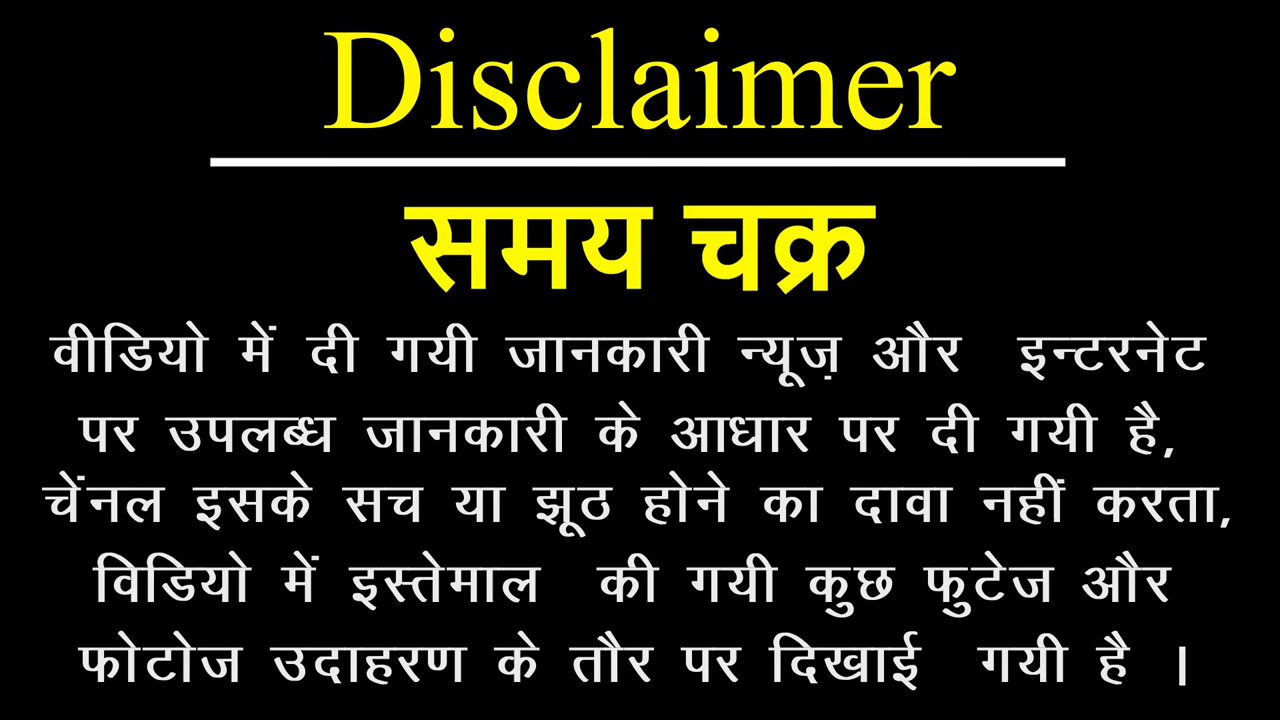 Disclaimer
समय चक्र
वीडियो में दी गयी जानकारी न्यूज़ और इन्टरनेट
पर उपलब्ध जानकारी के आधार पर दी गयी है,
चेंनल इसके सच या झूठ होने का दावा नहीं करता,
विडियो में इस्तेमाल की गयी कुछ फुटेज और
फोटोज उदाहरण के तौर पर दिखाई गयी है ।